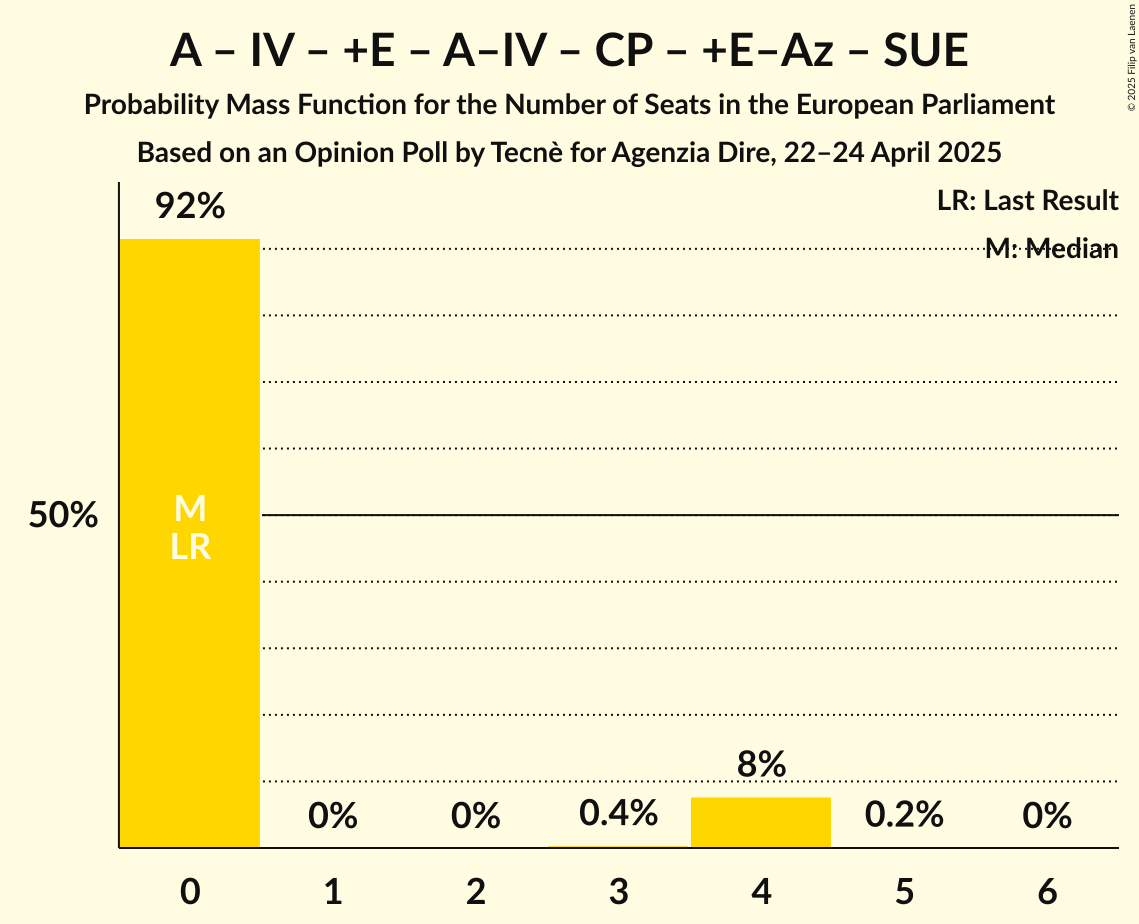 A – IV – +E – A–IV – CP – +E–Az – SUE
Probability Mass Function for the Number of Seats in the European Parliament
Based on an Opinion Poll by Tecnè for Agenzia Dire, 22–24 April 2025
© 2025 Filip van Laenen
LR: Last Result
M: Median
92%
50%
M
LR
0%
0%
0.4%
8%
0.2%
0%
0
1
2
3
4
5
6